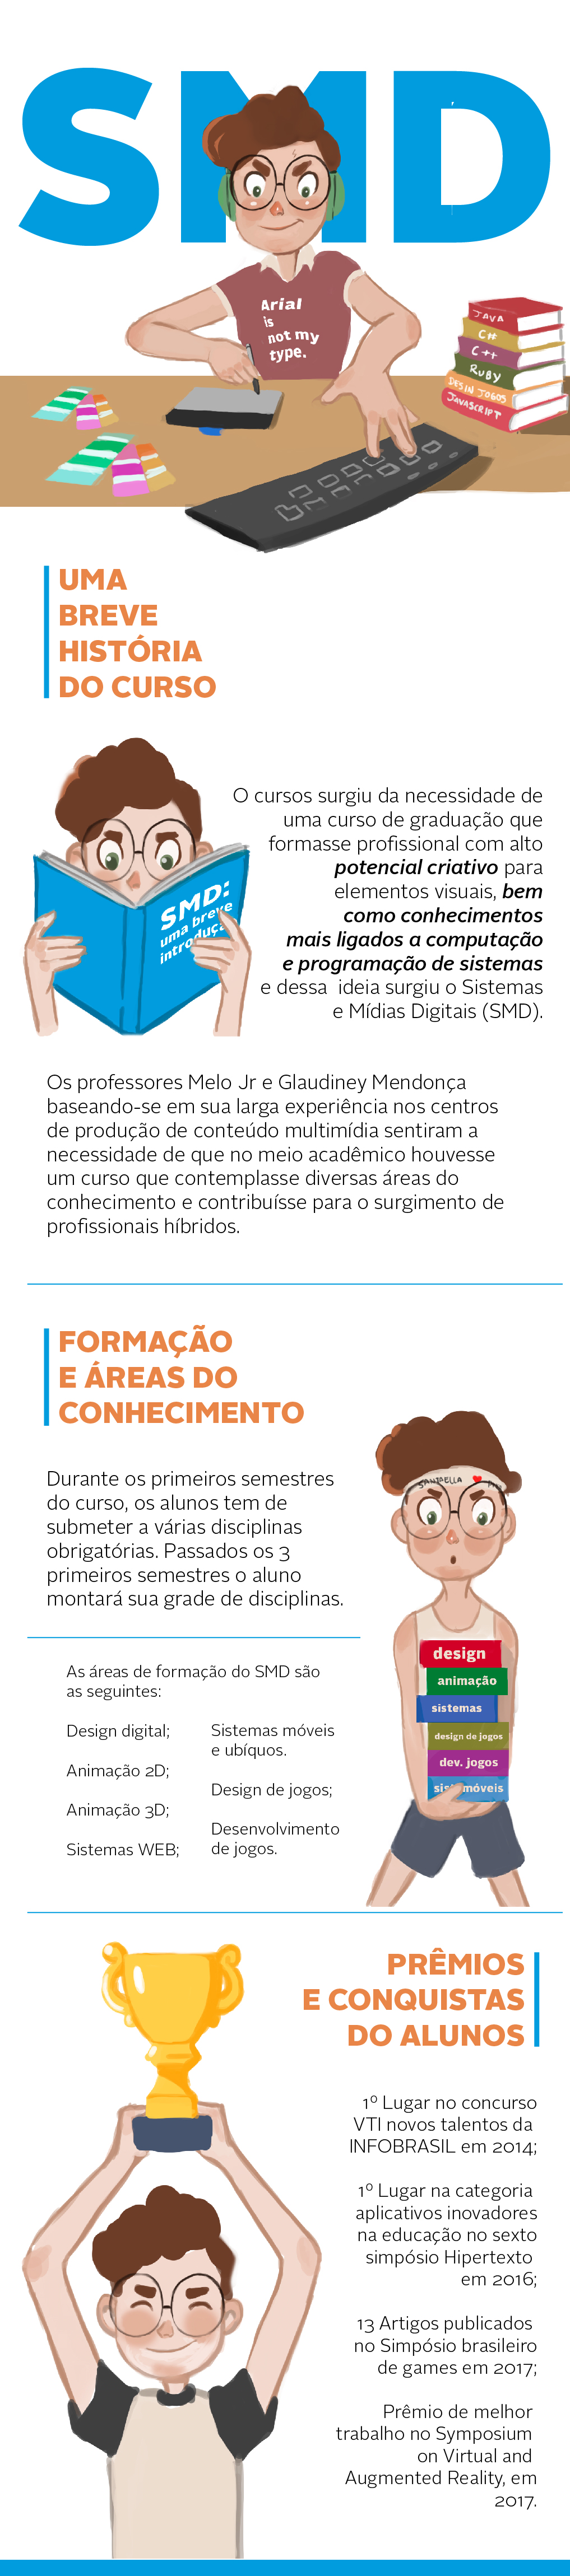 SMD
Arial
is
not my
type.
JAVA
C#
C++
RUBY
DESIN JOGOS
JAVASCRIPT
UMA
BREVE
HISTÓRIA
DO CURSO
SMD:
uma breve
O cursos surgiu da necessidade de
uma curso de graduação que
formasse profissional com alto
potencial criativo para
elementos visuais, bem
como conhecimentos
mais ligados a computação
e programação de sistemas
e dessa ideia surgiu o Sistemas
e Mídias Digitais (SMD).
Os professores Melo Jr e Glaudiney Mendonça
baseando-se em sua larga experiência nos centros
de produção de conteúdo multimídia sentiram a
necessidade de que no meio acadêmico houvesse
um curso que contemplasse diversas áreas do
conhecimento e contribuísse para o surgimento de
profissionais híbridos.
FORMAÇÃO
E ÁREAS DO
CONHECIMENTO
Durante os primeiros semestres
do curso, os alunos tem de
submeter a várias disciplinas
obrigatórias. Passados os 3
primeiros semestres o aluno
montará sua grade de disciplinas.
As áreas de formação do SMD são
as seguintes:
Design digital;
Animação 2D;
Animação 3D;
Sistemas WEB;
Sistemas móveis
e ubíquos.
Design de jogos;
Desenvolvimento
de jogos.
design
animação
sistemas
design de jogos
dev. jogos
móveis
PRÊMIOS
E CONQUISTAS
DO ALUNOS
1º Lugar no concurso
VTI novos talentos da
INFOBRASIL em 2014;
1º Lugar na categoria
aplicativos inovadores
na educação no sexto
simpósio Hipertexto
em 2016;
13 Artigos publicados
no Simpósio brasileiro
de games em 2017;
Prêmio de melhor
trabalho no Symposium
on Virtual and
Augmented Reality, em
2017.